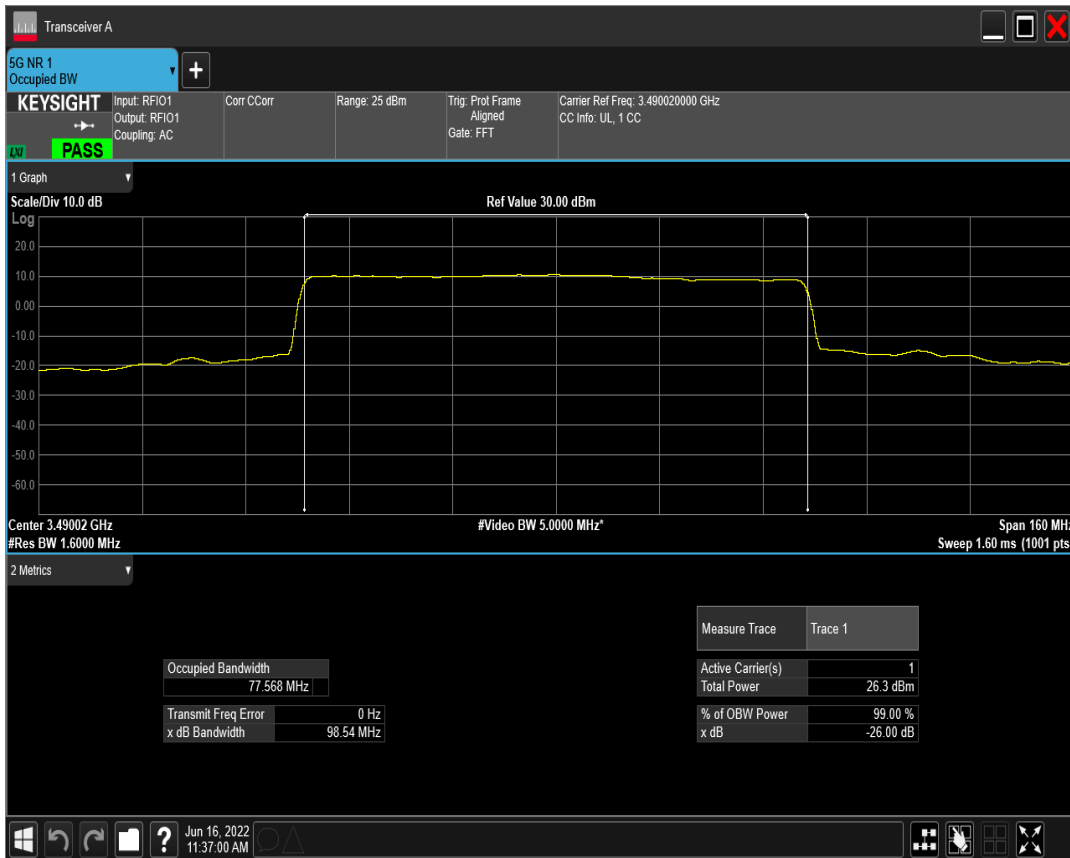 Transceiver A
5G NR 1
Occupied BW
+
KEYSIGHT
LXI
PASS
Input: RFIO1
Output: RFIO1
Coupling: AC
Corr CCorr
Range: 25 dBm
Trig: Prot Frame
Aligned
Gate: FFT
Carrier Ref Freq: 3.490020000 GHz
CC Info: UL, 1 CC
1 Graph
Scale/Div 10.0 dB
Ref Value 30.00 dBm
Log
20.0
10.0
0.00
-10.0
-20.0
-30.0
-40.0
-50.0
-60.0
Center 3.49002 GHz
#Video BW 5.0000 MHz*
Span 160 MHz
#Res BW 1.6000 MHz
Sweep 1.60 ms (1001 pts
2 Metrics
Measure Trace Trace 1
Occupied Bandwidth
77.568 MHz
Active Carrier(s) 1
Total Power 26.3 dBm
Transmit Freq Error 0 Hz
x dB Bandwidth 98.54 MHz
% of OBW Power 99.00 %
x dB -26.00 dB
?
Jun 16, 2022
11:37:00 AM